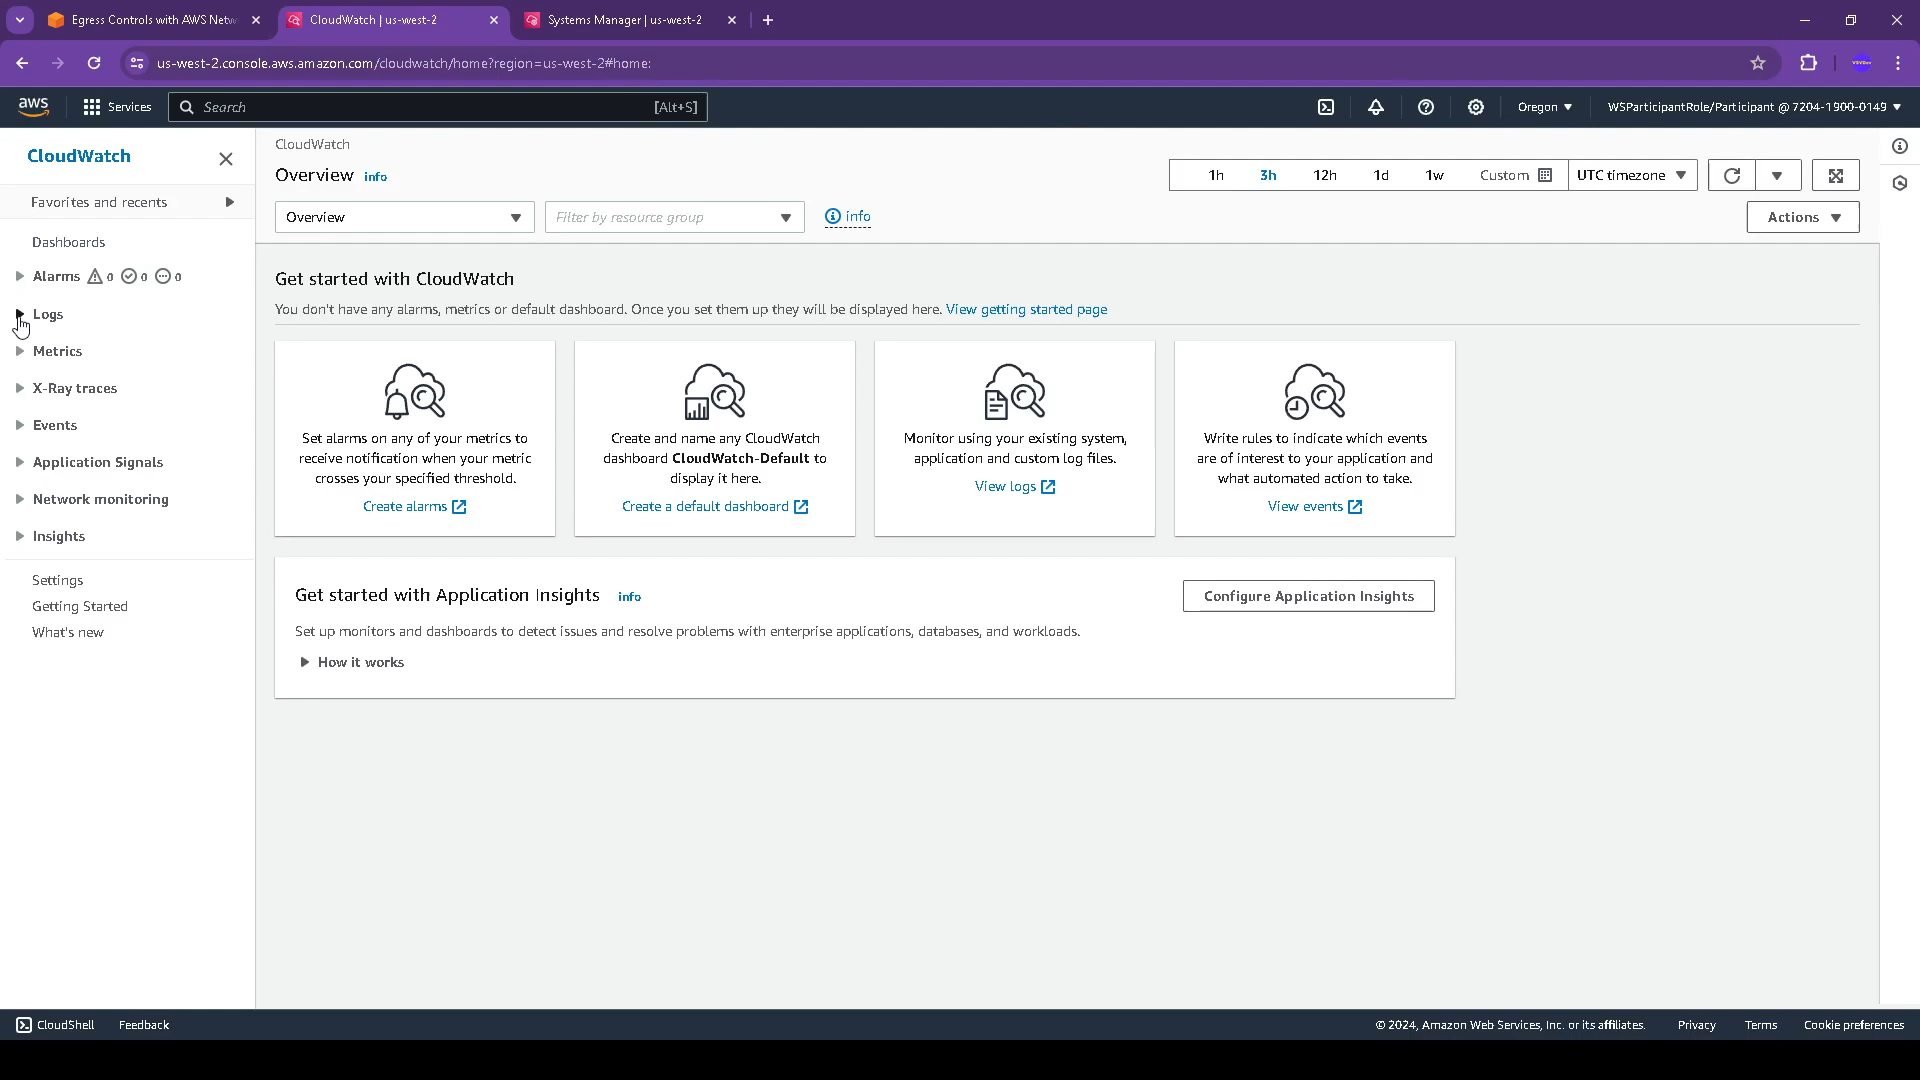 Egress Controls with AWS Netw
CloudWatch | us-west-2
Systems Manager | us-west-2
us-west-2.console.aws.amazon.com/cloudwatch/home?region=us-west-2#home:
aws
Services
Search
[Alt+S]
Oregon
WSParticipantRole/Participant @ 7204-1900-0149
CloudWatch
Favorites and recents
Dashboards
Alarms 0 0 0
Logs
Metrics
X-Ray traces
Events
Application Signals
Network monitoring
Insights
Settings
Getting Started
What's new
CloudWatch
Overview info
1h 3h 12h 1d 1w Custom UTC timezone
Overview
Filter by resource group
info
Actions
Get started with CloudWatch
You don't have any alarms, metrics or default dashboard. Once you set them up they will be displayed here. View getting started page
Set alarms on any of your metrics to
receive notification when your metric
crosses your specified threshold.
Create alarms
Create and name any CloudWatch
dashboard CloudWatch-Default to
display it here.
Create a default dashboard
Monitor using your existing system,
application and custom log files.
View logs
Write rules to indicate which events
are of interest to your application and
what automated action to take.
View events
Get started with Application Insights info
Configure Application Insights
Set up monitors and dashboards to detect issues and resolve problems with enterprise applications, databases, and workloads.
How it works
CloudShell
Feedback
© 2024, Amazon Web Services, Inc. or its affiliates.
Privacy
Terms
Cookie preferences